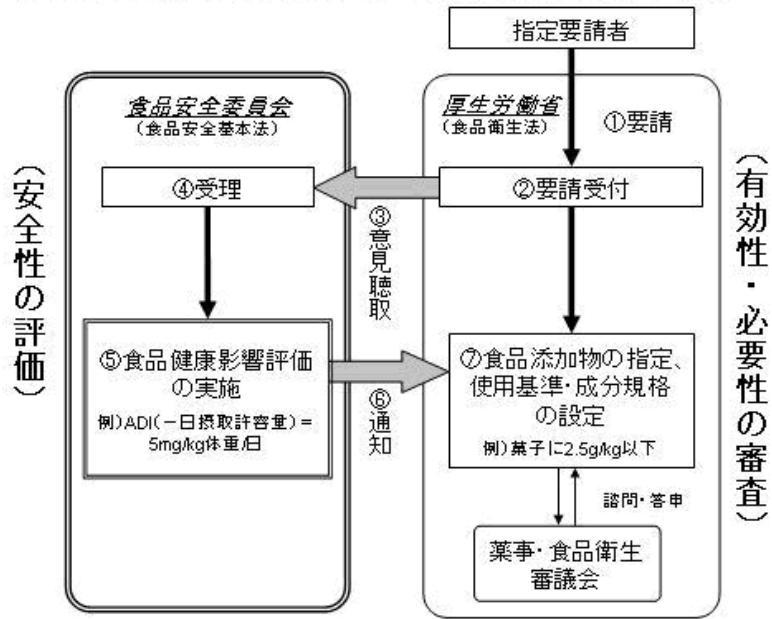 指定要請者
食品安全委員会
(食品安全基本法)
厚生労働省
(食品衛生法)
①要請
④受理
②要請受付
③意見聴取
(安全性の評価)
(有効性・必要性の審査)
⑤食品健康影響評価
の実施
例)ADI(一日摂取許容量)=
5mg/kg体重/日
⑥通知
⑦食品添加物の指定、
使用基準・成分規格
の設定
例)菓子に2.5g/kg以下
諮問・答申
薬事・食品衛生
審議会